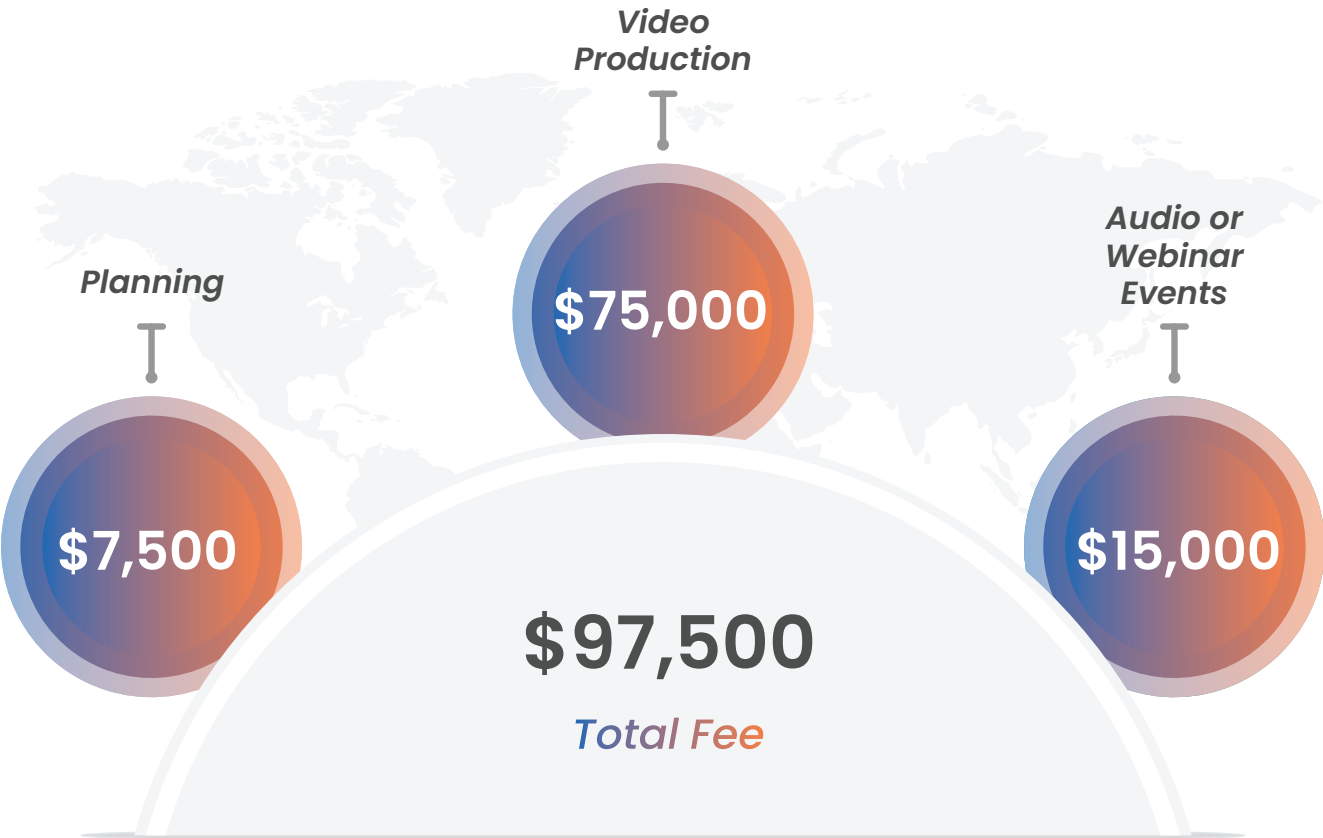 Video
Production
Audio or
Webinar
Events
Planning
$75,000
$7,500
$15,000
$97,500
Total Fee